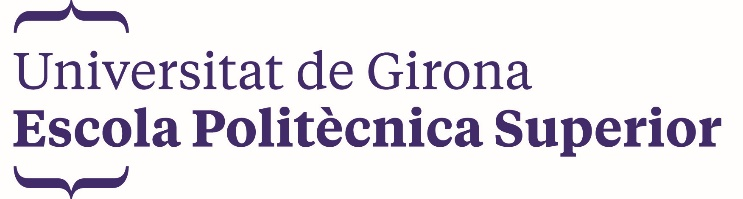 Universitat de Girona
Escola Politècnica Superior